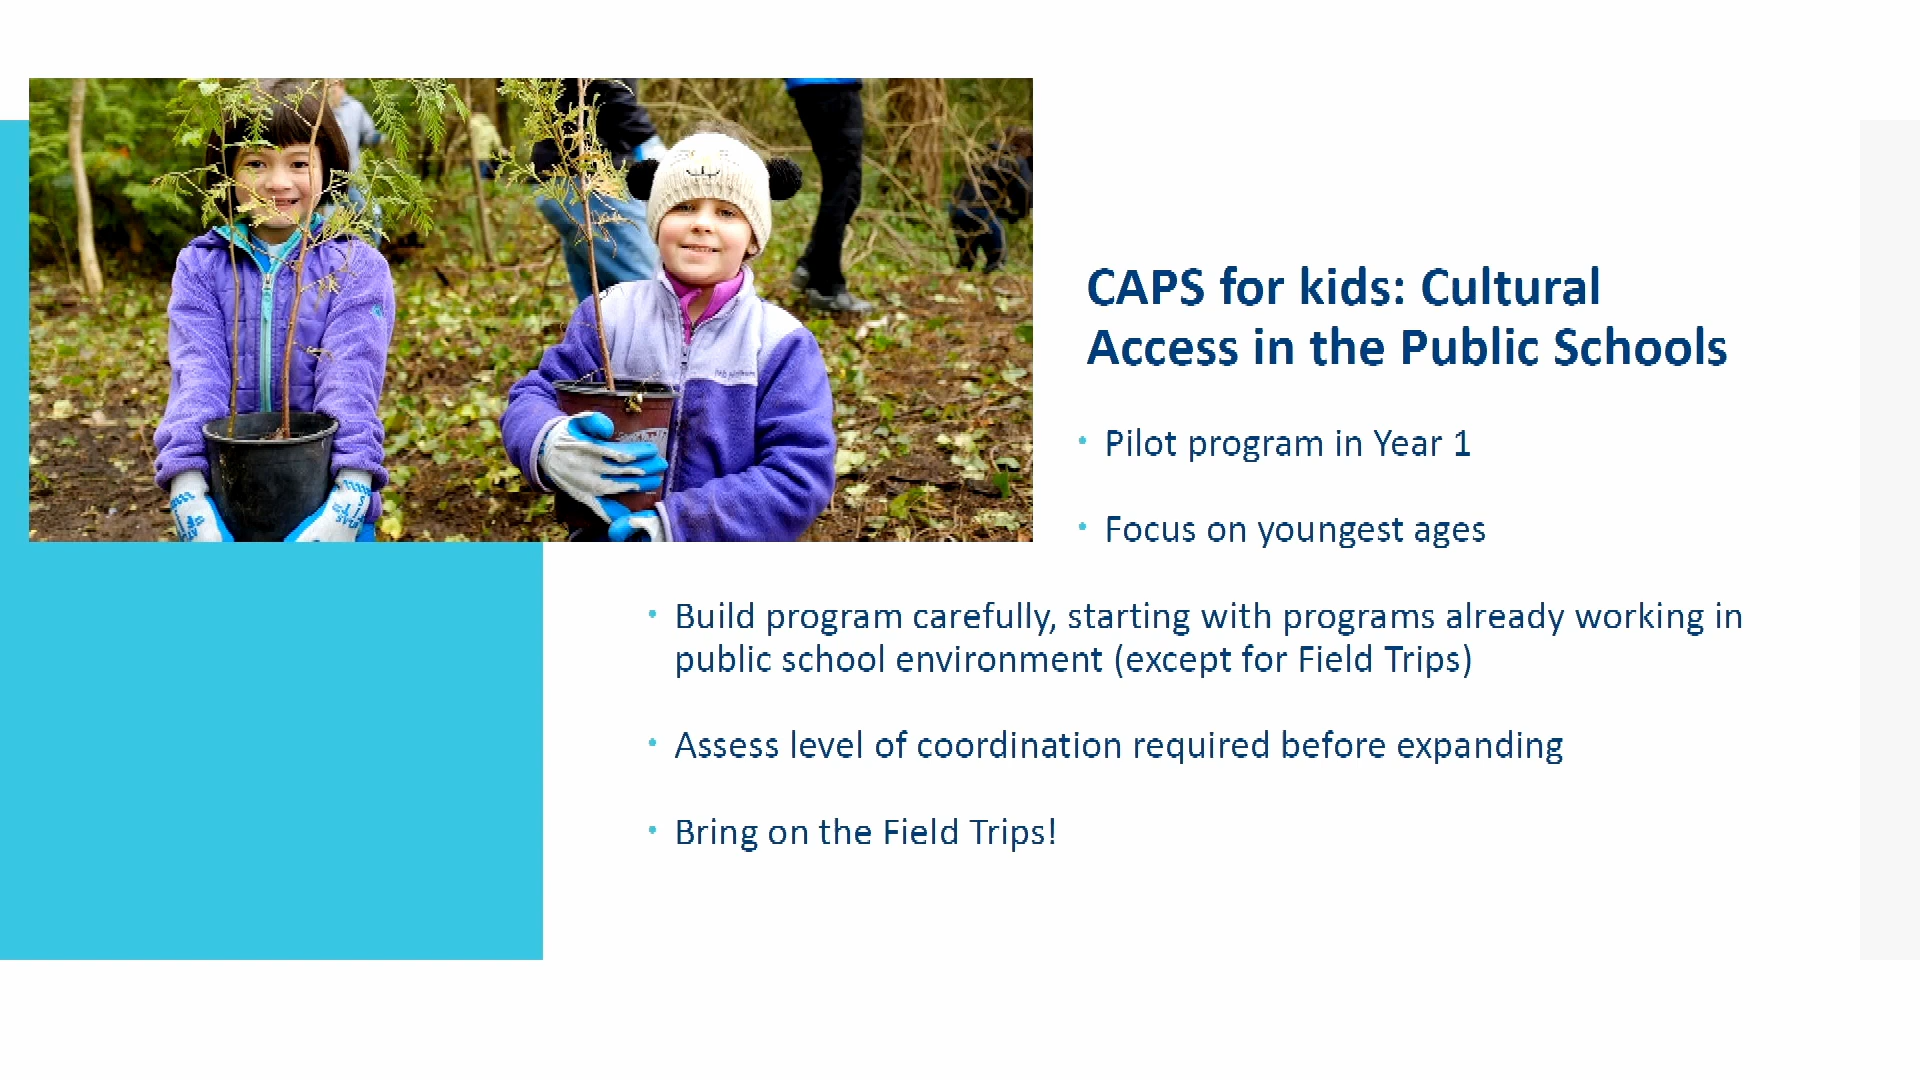 CAPS for kids: Cultural
Access in the Public Schools
• Pilot program in Year 1
• Focus on youngest ages
• Build program carefully, starting with programs already working in
public school environment (except for Field Trips)
• Assess level of coordination required before expanding
• Bring on the Field Trips!